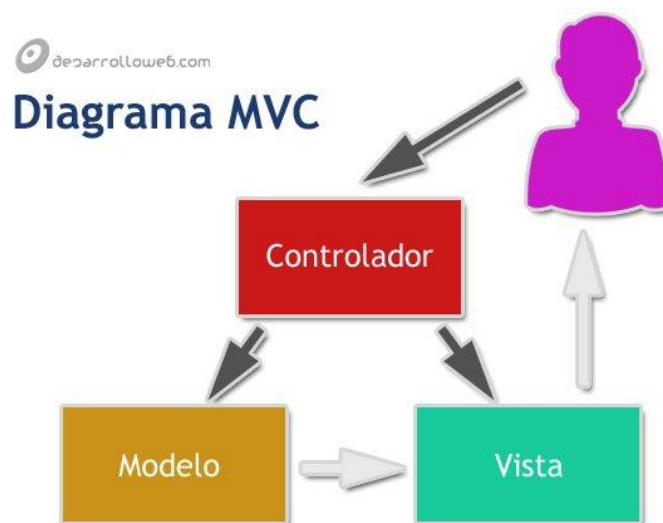 desarrolloweb.com
Diagrama MVC
Controlador
Modelo
Vista